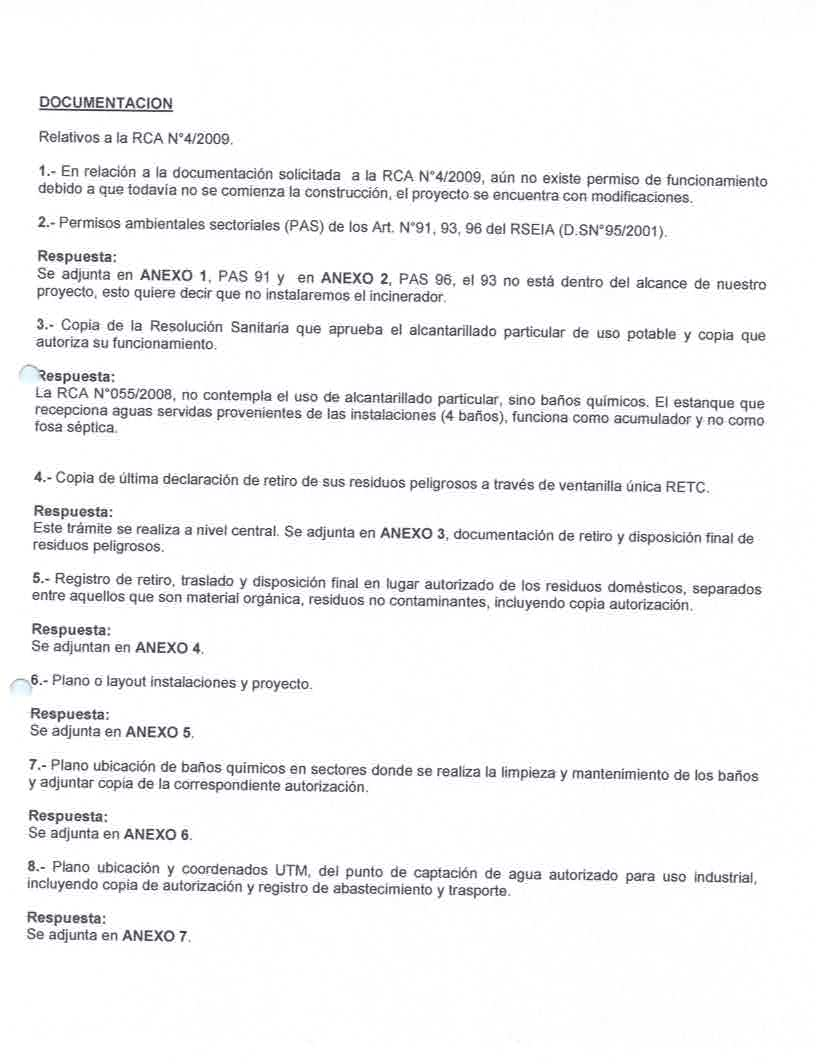 DOCUMENTACION
Relativos a la RCA N°4/2009.
1.- En relación a la documentación solicitada a la RCA N°4/2009, aún no existe permiso de funcionamiento
debido a que todavía no se comienza la construcción, el proyecto se encuentra con modificaciones.
2.- Permisos ambientales sectoriales (PAS) de los Art. N°91, 93, 96 del RSEIA (D.SN°95/2001).
Respuesta:
Se adjunta en ANEXO 1, PAS 91 y en ANEXO 2, PAS 96, el 93 no está dentro del alcance de nuestro
proyecto, esto quiere decir que no instalaremos el incinerador.
3.- Copia de la Resolución Sanitaria que aprueba el alcantarillado particular de uso potable y copia que
autoriza su funcionamiento.
Respuesta:
La RCA N°055/2008, no contempla el uso de alcantarillado particular, sino baños químicos. El estanque que
recepciona aguas servidas provenientes de las instalaciones (4 baños), funciona como acumulador y no como
fosa séptica.
4.- Copia de última declaración de retiro de sus residuos peligrosos a través de ventanilla única RETC.
Respuesta:
Este trámite se realiza a nivel central. Se adjunta en ANEXO 3, documentación de retiro y disposición final de
residuos peligrosos.
5.- Registro de retiro, traslado y disposición final en lugar autorizado de los residuos domésticos, separados
entre aquellos que son material orgánica, residuos no contaminantes, incluyendo copia autorización.
Respuesta:
Se adjuntan en ANEXO 4.
6.- Plano o layout instalaciones y proyecto.
Respuesta:
Se adjunta en ANEXO 5.
7.- Plano ubicación de baños químicos en sectores donde se realiza la limpieza y mantenimiento de los baños
y adjuntar copia de la correspondiente autorización.
Respuesta:
Se adjunta en ANEXO 6.
8.- Plano ubicación y coordenados UTM, del punto de captación de agua autorizado para uso industrial,
incluyendo copia de autorización y registro de abastecimiento y trasporte.
Respuesta:
Se adjunta en ANEXO 7.